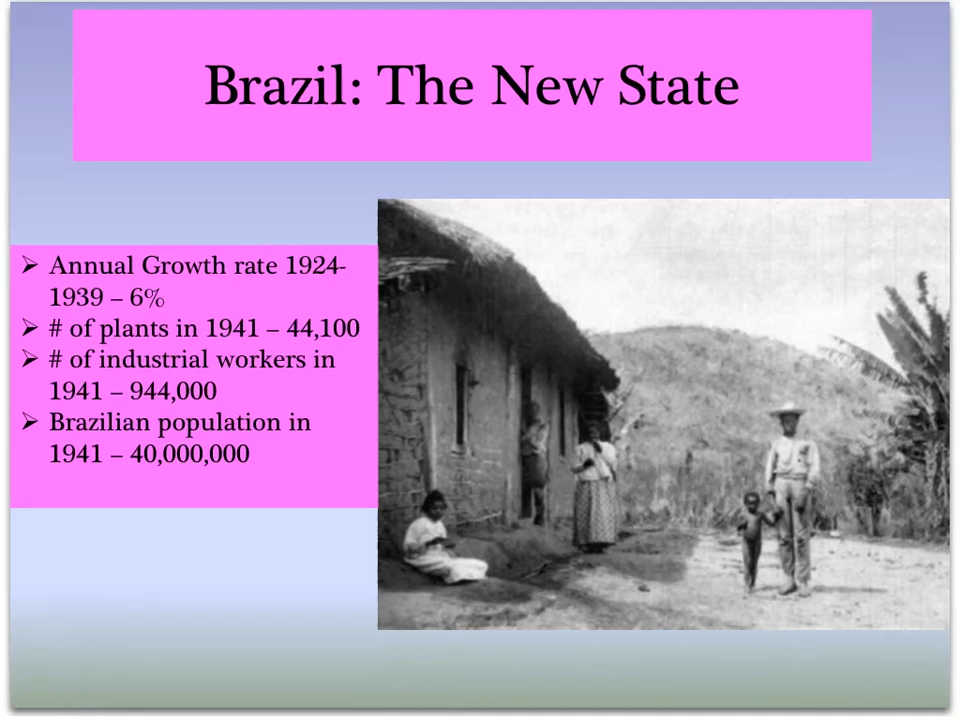 Brazil: The New State
➢ Annual Growth rate 1924-
1939 – 6%
➢ # of plants in 1941 – 44,100
➢ # of industrial workers in
1941 – 944,000
➢ Brazilian population in
1941 – 40,000,000